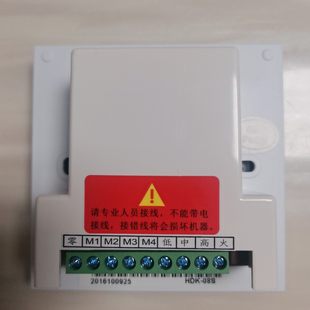 请专业人员接线，不能带电
接线，接错线将会损坏机器。
零 M1 M2 M3 M4 低 中 高 火
2016100925 HDK-08S